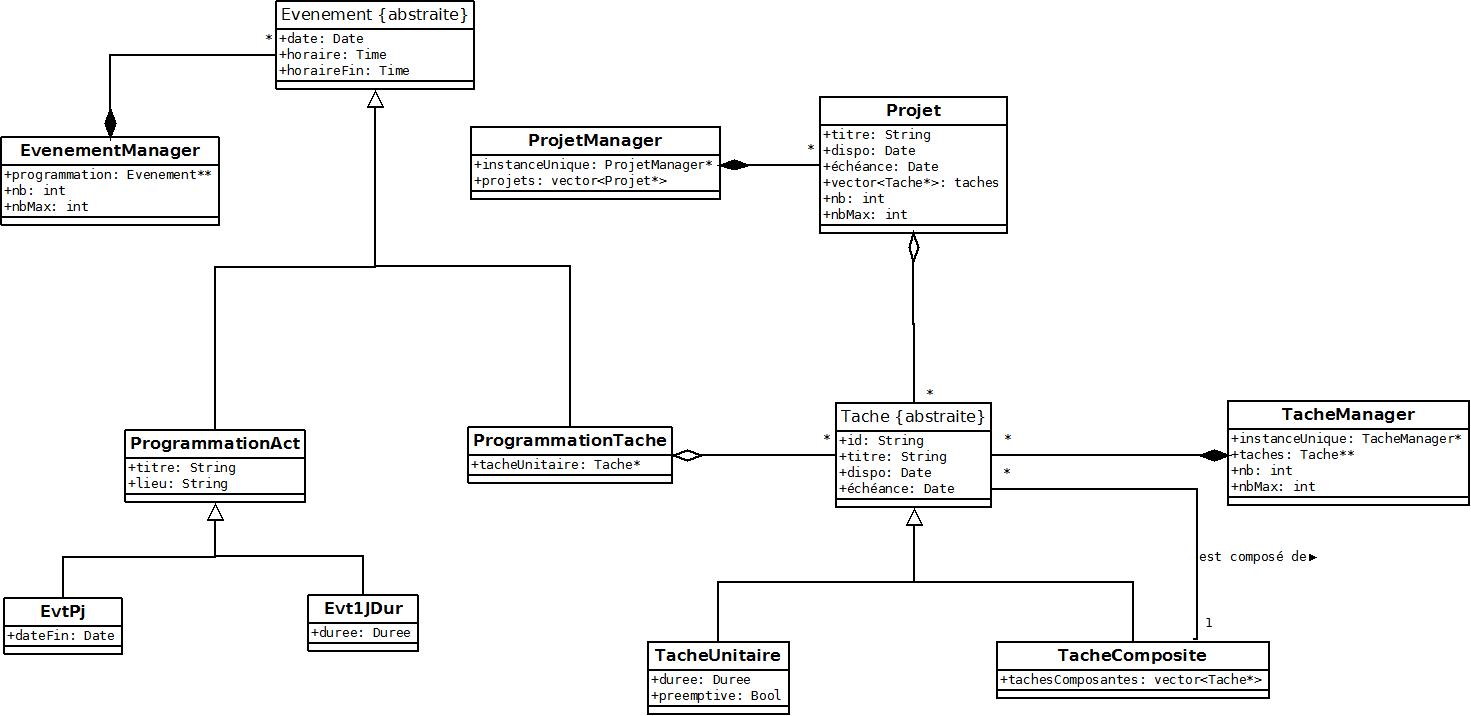 Evenement {abstraite}
+date: Date
+horaire: Time
+horaireFin: Time
*
EvenementManager
+programmation: Evenement**
+nb: int
+nbMax: int
ProjetManager
+instanceUnique: ProjetManager*
+projets: vector<Projet*>
*
Projet
+titre: String
+dispo: Date
+échéance: Date
+vector<Tache*>: taches
+nb: int
+nbMax: int
*
ProgrammationAct
+titre: String
+lieu: String
ProgrammationTache
+tacheUnitaire: Tache*
*
Tache {abstraite}
+id: String
+titre: String
+dispo: Date
+échéance: Date
*
*
TacheManager
+instanceUnique: TacheManager*
+taches: Tache**
+nb: int
+nbMax: int
est composé de►
1
EvtPj
+dateFin: Date
Evt1JDur
+duree: Duree
TacheUnitaire
+duree: Duree
+preemptive: Bool
TacheComposite
+tachesComposantes: vector<Tache*>